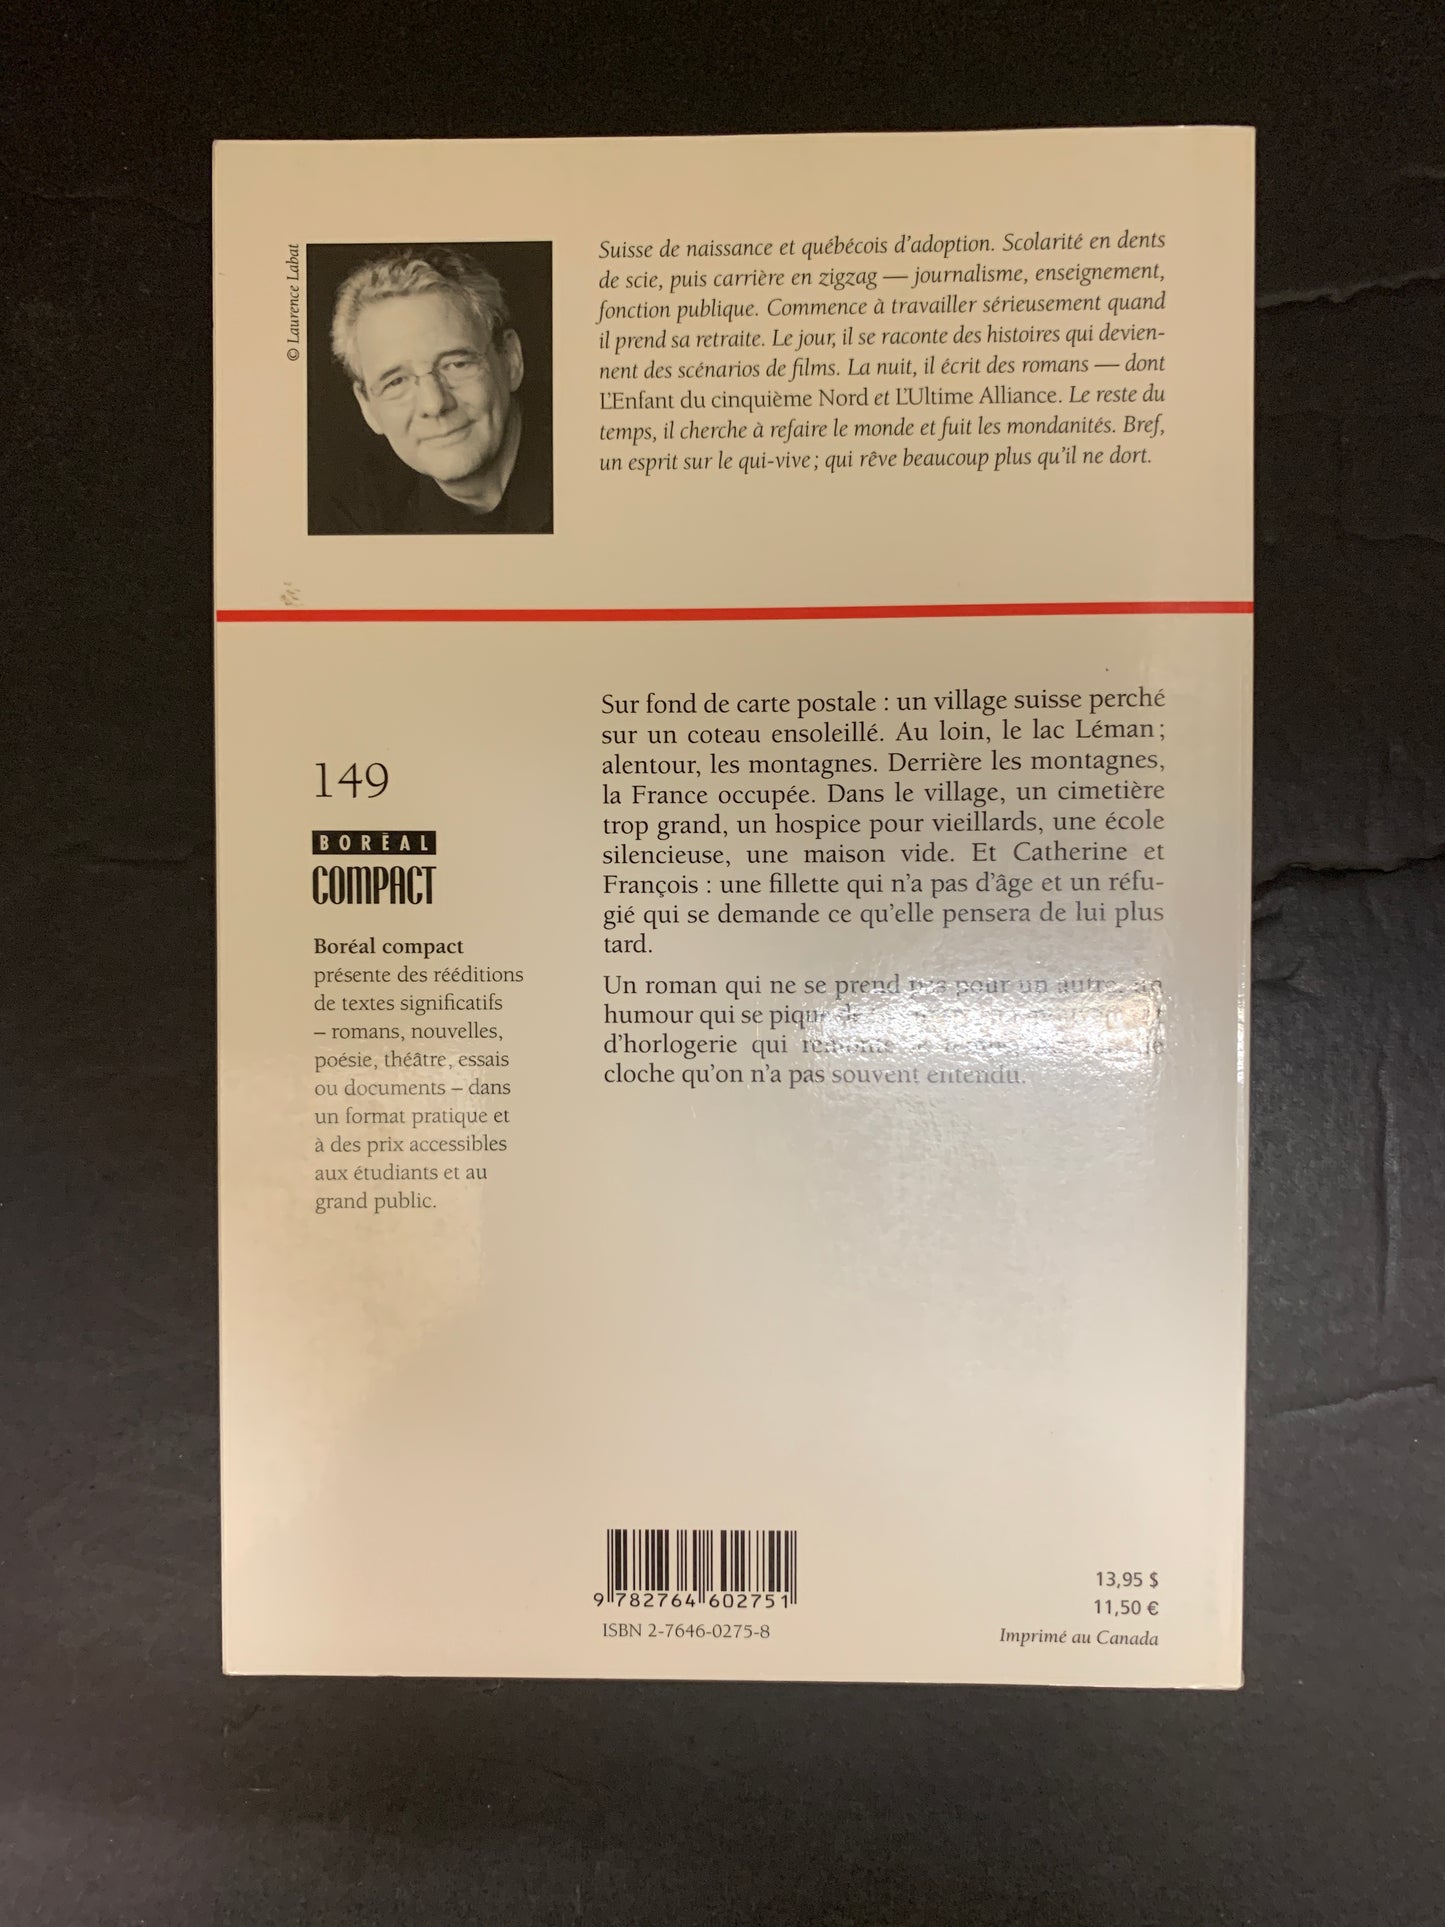 © Laurence Labat
Suisse de naissance et québécois d'adoption. Scolarité en dents
de scie, puis carrière en zigzag — journalisme, enseignement,
fonction publique. Commence à travailler sérieusement quand
il prend sa retraite. Le jour, il se raconte des histoires qui devien-
nent des scénarios de films. La nuit, il écrit des romans — dont
L'Enfant du cinquième Nord et L'Ultime Alliance. Le reste du
temps, il cherche à refaire le monde et fuit les mondanités. Bref,
un esprit sur le qui-vive ; qui rêve beaucoup plus qu'il ne dort.
149
BORÉAL
COMPACT
Boréal compact
présente des rééditions
de textes significatifs
– romans, nouvelles,
poésie, théâtre, essais
ou documents – dans
un format pratique et
à des prix accessibles
aux étudiants et au
grand public.
Sur fond de carte postale : un village suisse perché
sur un coteau ensoleillé. Au loin, le lac Léman ;
alentour, les montagnes. Derrière les montagnes,
la France occupée. Dans le village, un cimetière
trop grand, un hospice pour vieillards, une école
silencieuse, une maison vide. Et Catherine et
François : une fillette qui n'a pas d'âge et un réfu-
gié qui se demande ce qu'elle pensera de lui plus
tard.
Un roman qui ne se prend pas pour un autre, un
humour qui se pique
d'horlogerie qui remonte le
cloche qu'on n'a pas souvent entendu.
9 782764 602751
ISBN 2-7646-0275-8
13,95 $
11,50 €
Imprimé au Canada